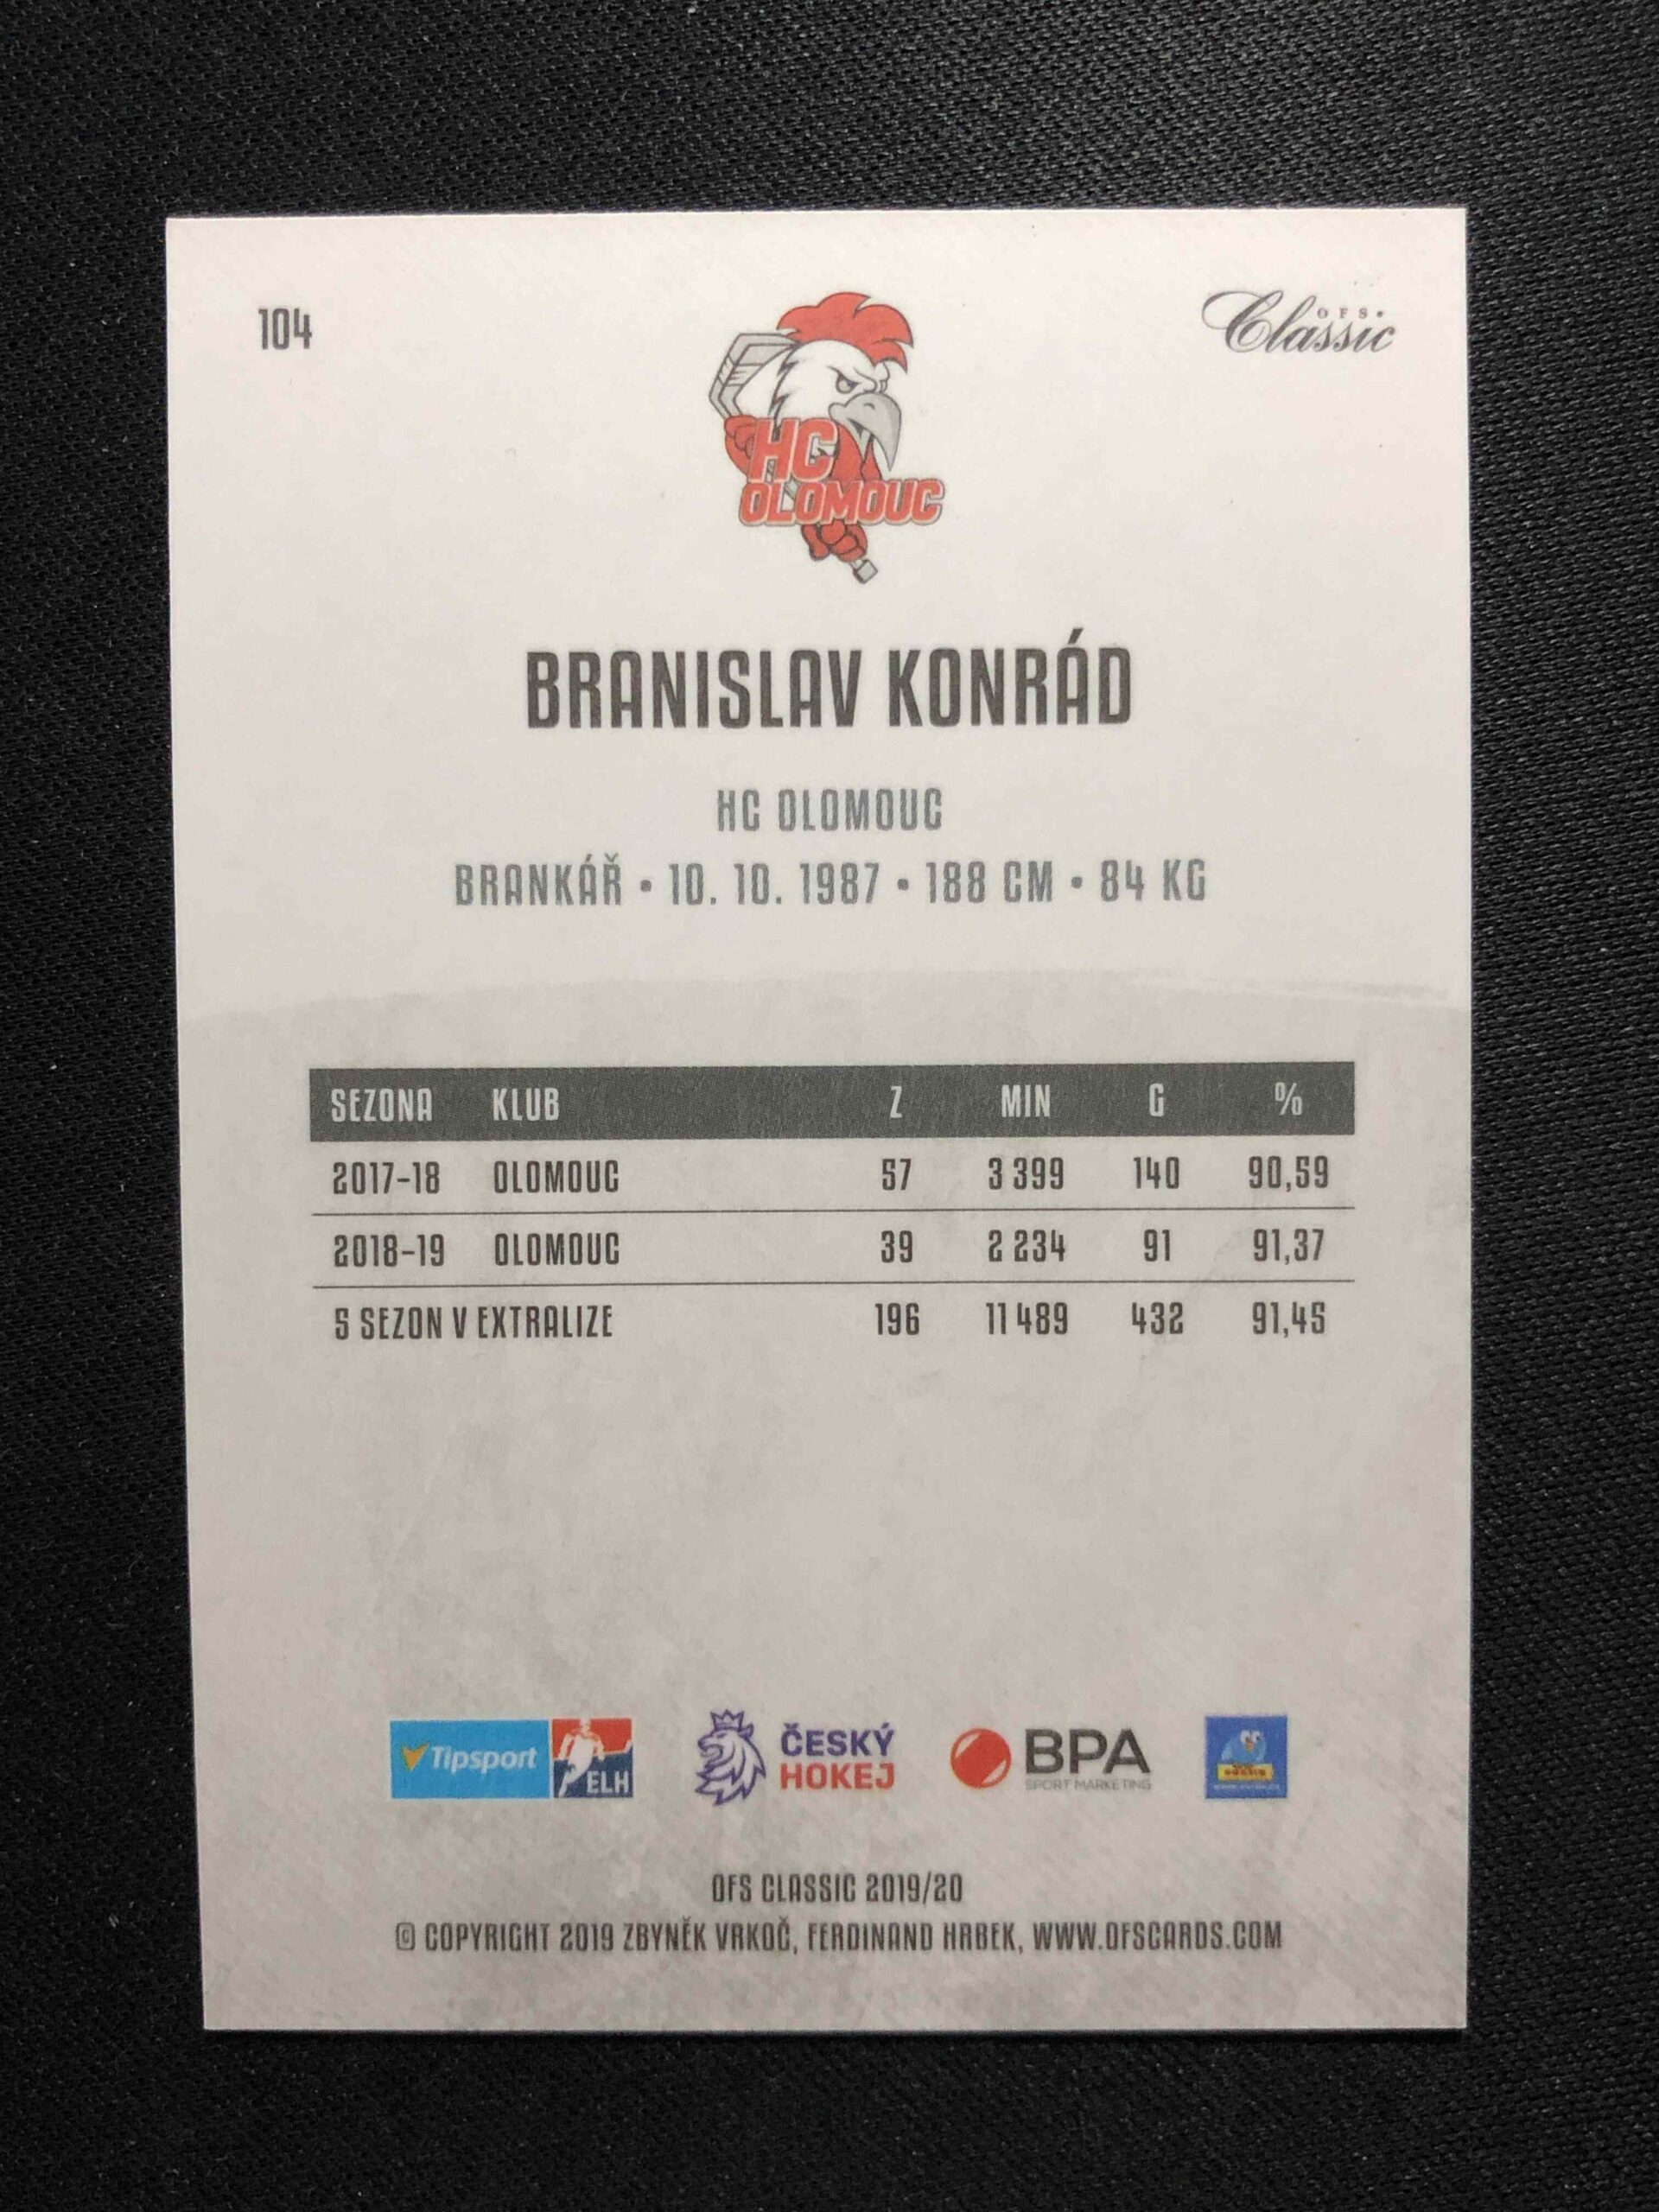 104
OFS
Classic
HC
OLOMOUC
BRANISLAV KONRÁD
HC OLOMOUC
BRANKÁŘ • 10. 10. 1987 • 188 CM • 84 KG
SEZONA KLUB Z MIN G %
2017-18 OLOMOUC 57 3 399 140 90,59
2018-19 OLOMOUC 39 2 234 91 91,37
5 SEZON V EXTRALIZE 196 11 489 432 91,45
Tipsport ELH
ČESKÝ
HOKEJ
BPA
SPORT MARKETING
OFS CLASSIC 2019/20
© COPYRIGHT 2019 ZBYNĚK VRKOČ, FERDINAND HRBEK, WWW.OFSCARDS.COM